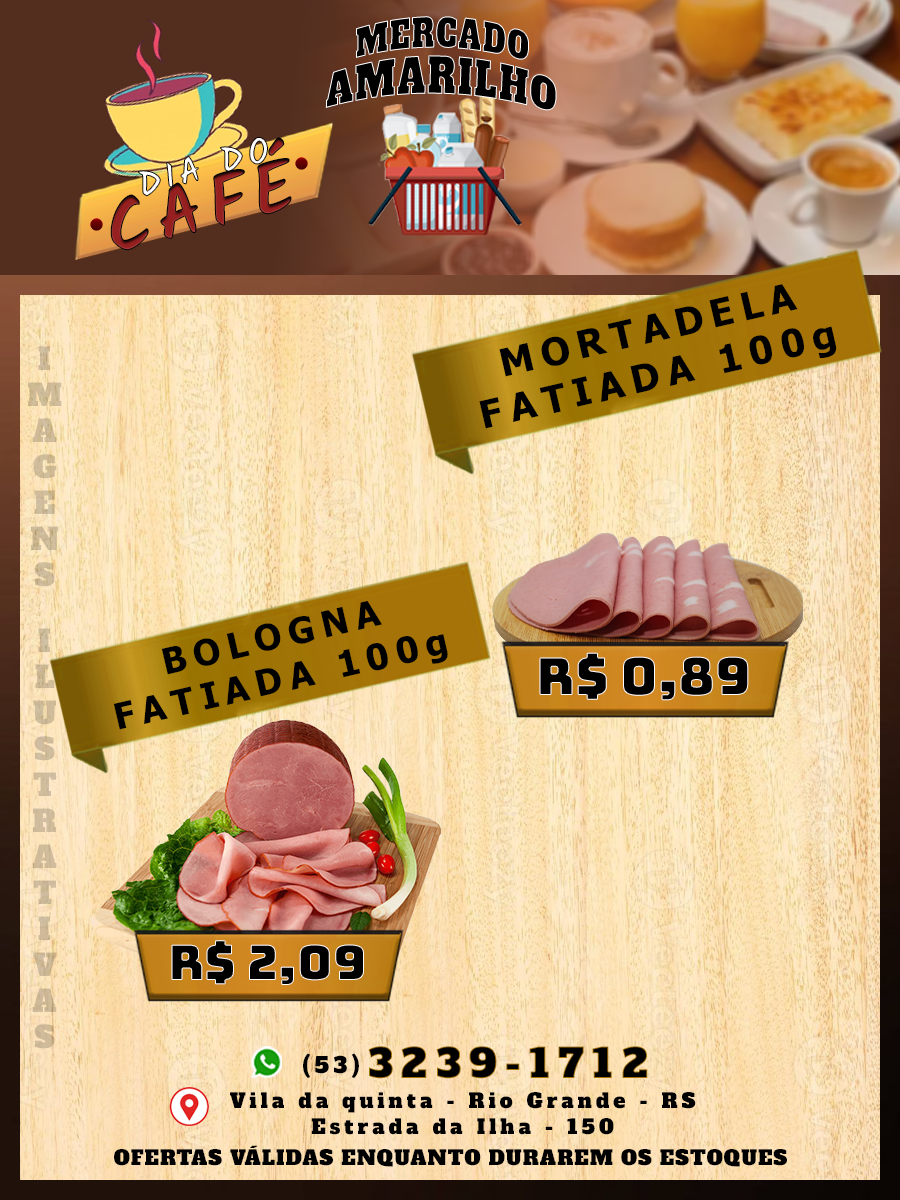 MERCADO
AMARILHO
DIA DO
CAFÉ
MORTADELA
FATIADA 100g
R$ 0,89
BOLOGNA
FATIADA 100g
R$ 2,09
IMAGENS ILUSTRATIVAS
(53) 3239-1712
Vila da quinta - Rio Grande - RS
Estrada da Ilha - 150
OFERTAS VÁLIDAS ENQUANTO DURAREM OS ESTOQUES